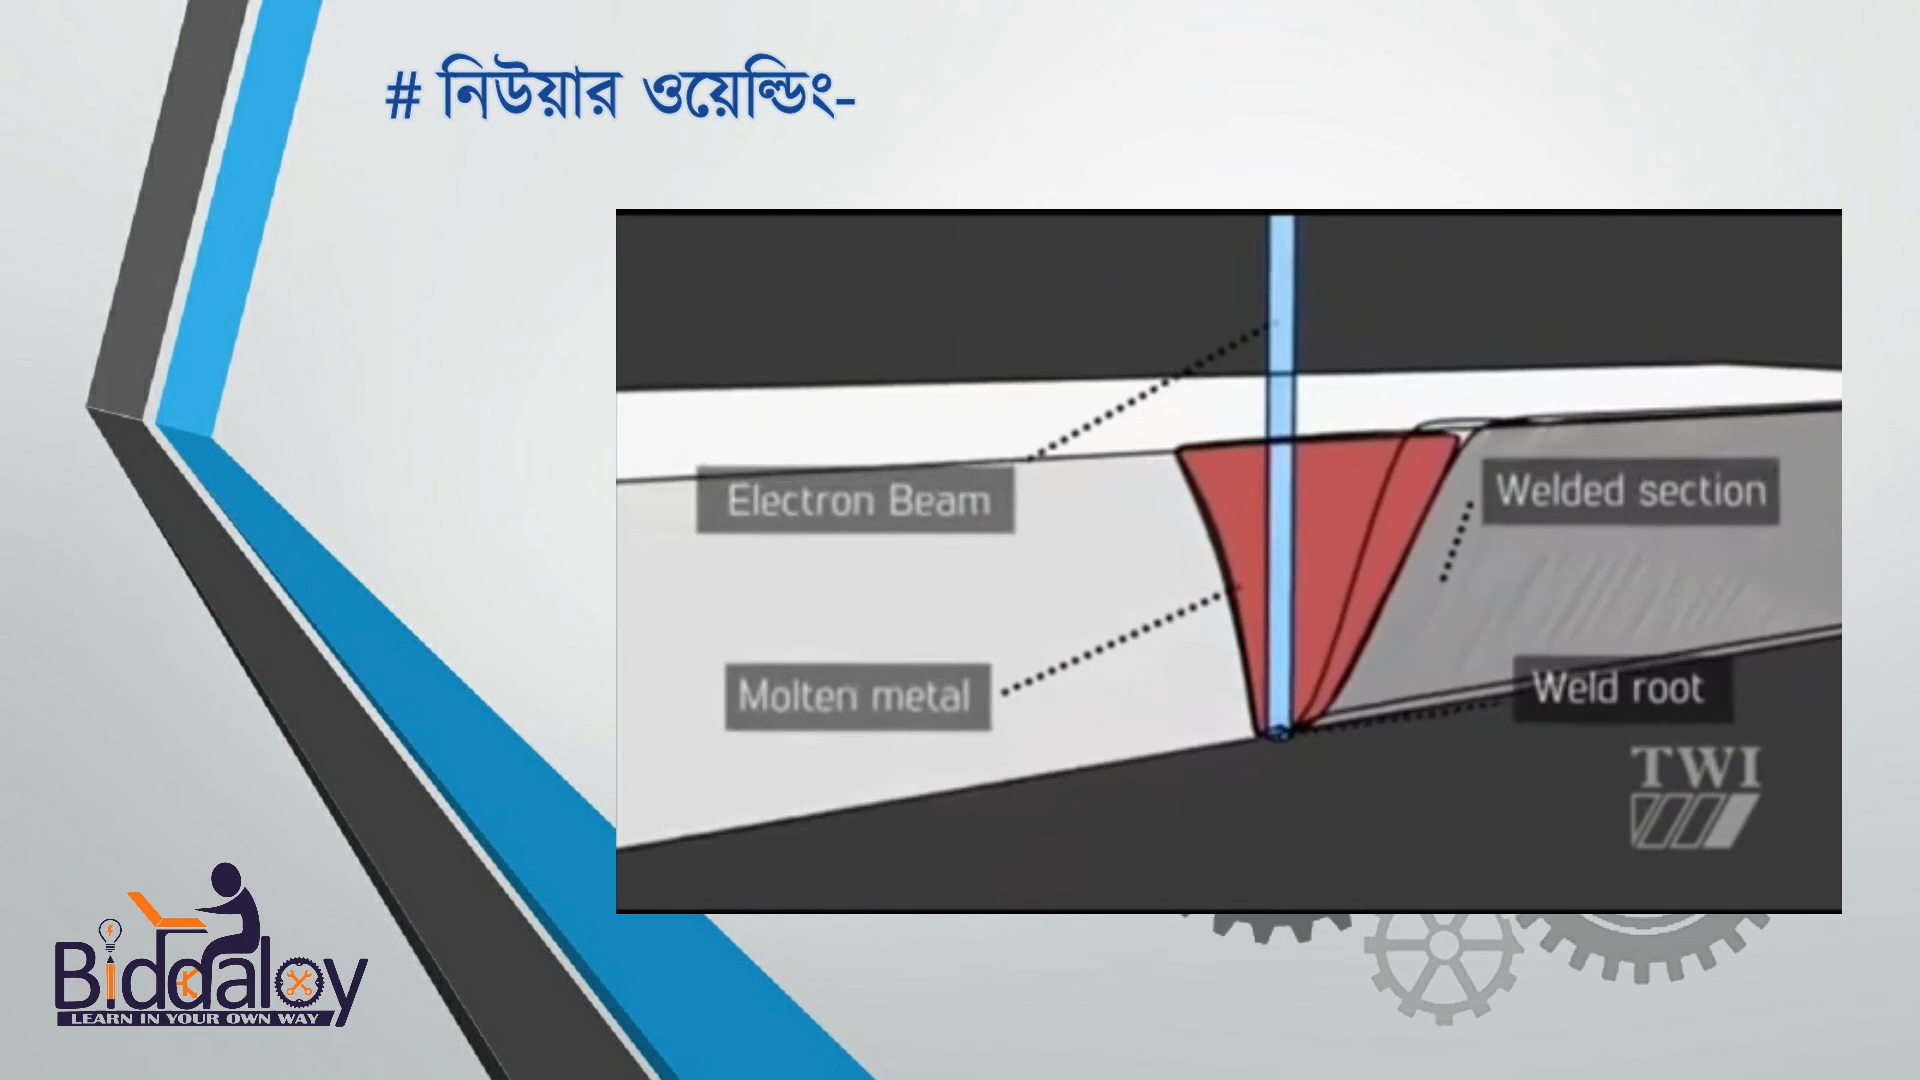 # নিউয়ার ওয়েল্ডিং-
Electron Beam
Welded section
Molten metal
Weld root
TWI
Biddaloy
LEARN IN YOUR OWN WAY